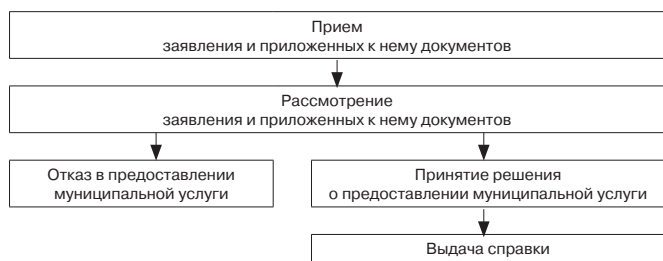 Прием
заявления и приложенных к нему документов
Рассмотрение
заявления и приложенных к нему документов
Отказ в предоставлении
муниципальной услуги
Принятие решения
о предоставлении муниципальной услуги
Выдача справки